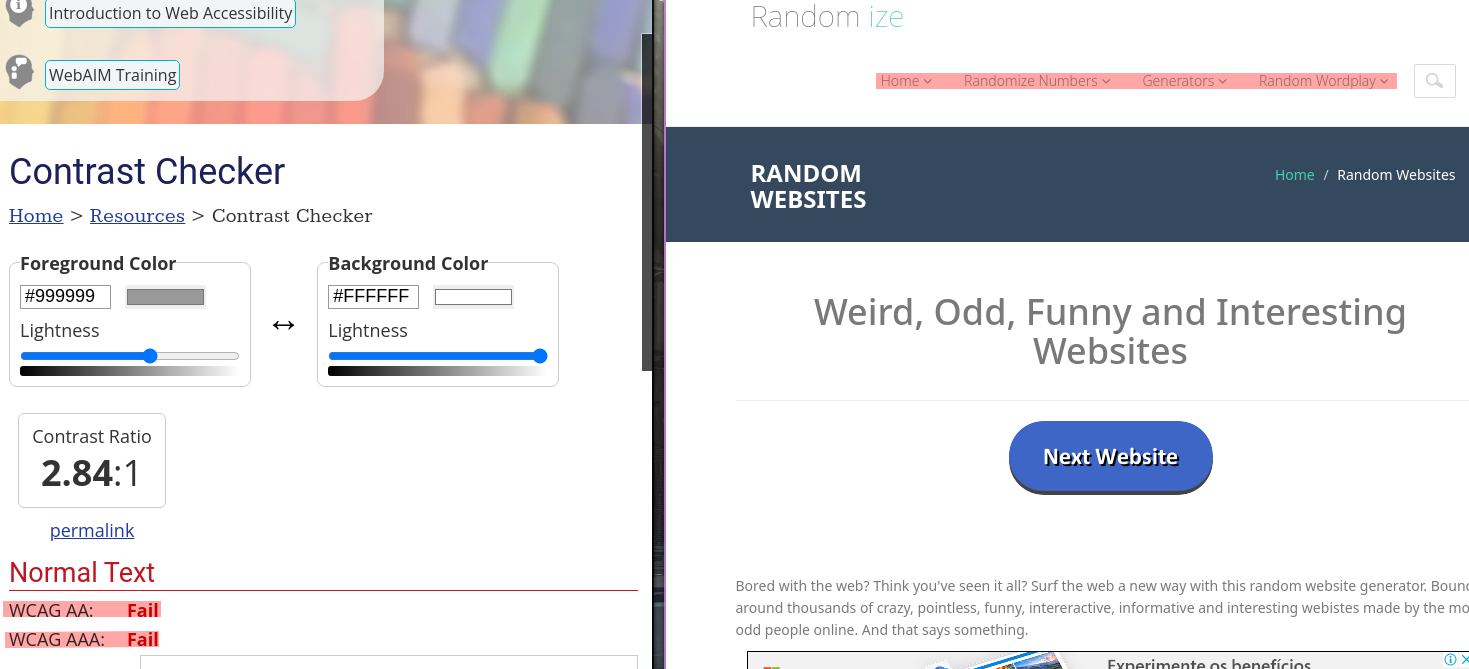 Introduction to Web Accessibility
WebAIM Training
Contrast Checker
Home > Resources > Contrast Checker
Foreground Color
#999999
Lightness
Background Color
#FFFFFF
Lightness
Contrast Ratio
2.84:1
permalink
Normal Text
WCAG AA: Fail
WCAG AAA: Fail
Random ize
Home Randomize Numbers Generators Random Wordplay
RANDOM
WEBSITES
Home / Random Websites
Weird, Odd, Funny and Interesting
Websites
Next Website
Bored with the web? Think you've seen it all? Surf the web a new way with this random website generator. Bounc
around thousands of crazy, pointless, funny, intereractive, informative and interesting webistes made by the mo
odd people online. And that says something.
Experimente os benefícios